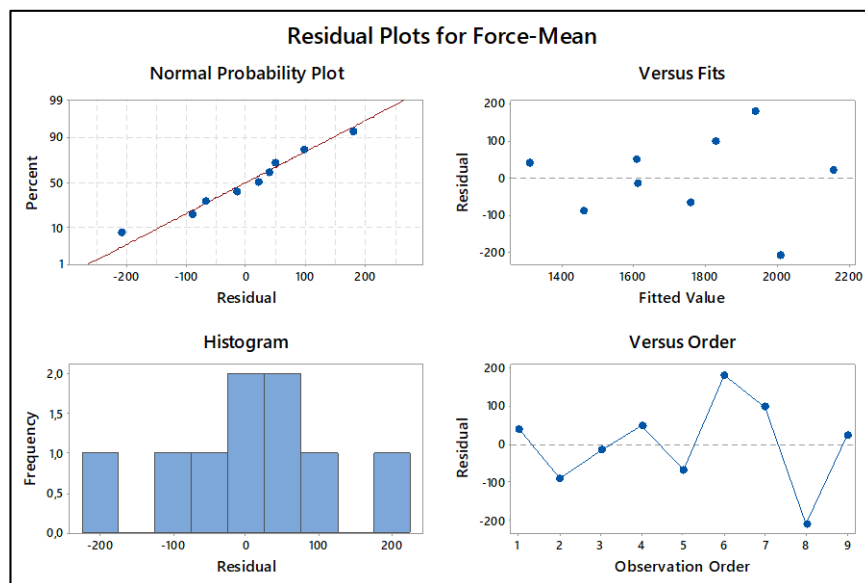 Residual Plots for Force-Mean
Normal Probability Plot
99
90
50
10
1
Percent
-200 -100 0 100 200
Residual
Versus Fits
200
100
0
-100
-200
Residual
1400 1600 1800 2000 2200
Fitted Value
Histogram
2,0
1,5
1,0
0,5
0,0
Frequency
-200 -100 0 100 200
Residual
Versus Order
200
100
0
-100
-200
Residual
1 2 3 4 5 6 7 8 9
Observation Order